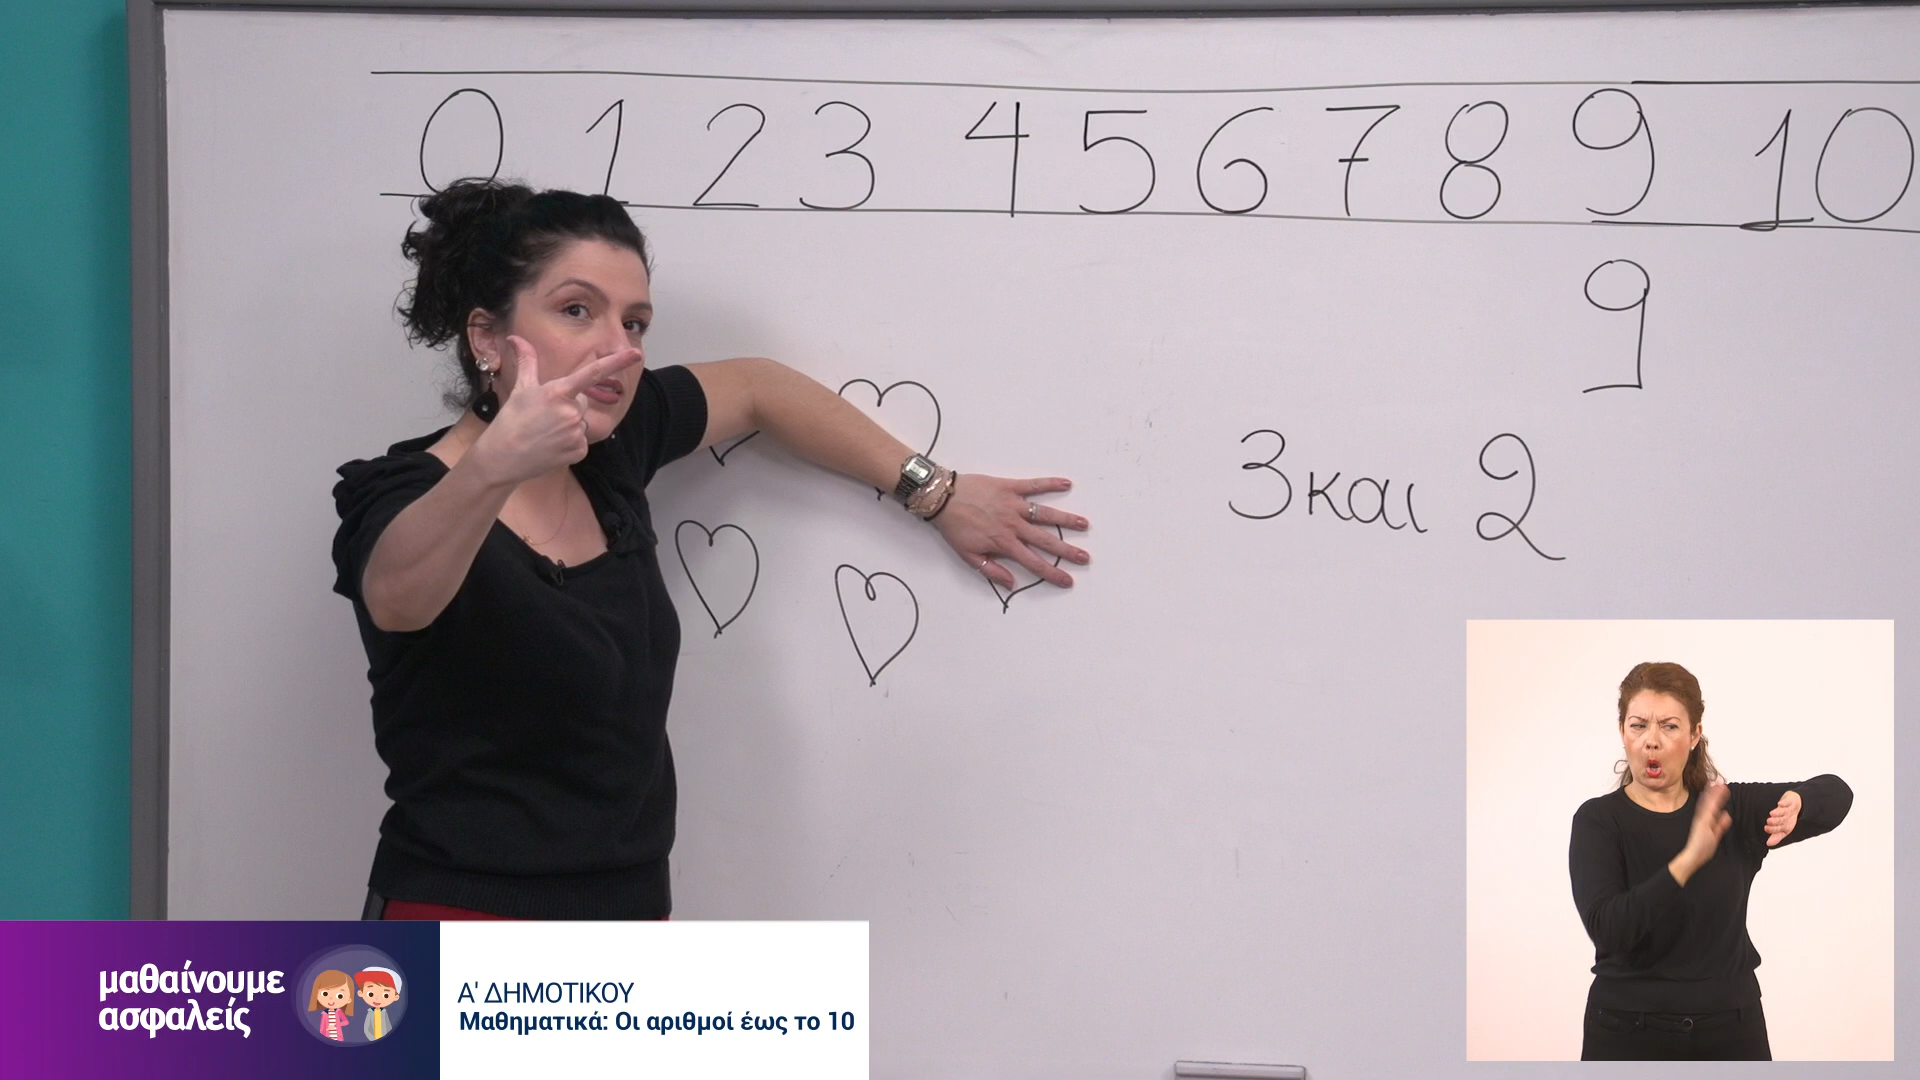 0 1 2 3 4 5 6 7 8 9 10
9
3 και 2
μαθαίνουμε
ασφαλείς
Α' ΔΗΜΟΤΙΚΟΥ
Μαθηματικά: Οι αριθμοί έως το 10